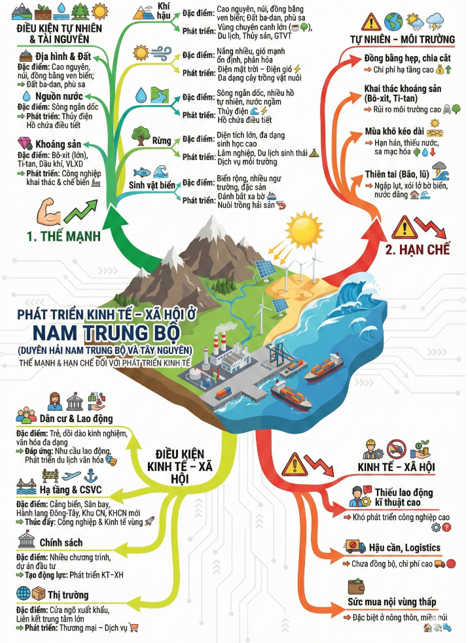 ĐIỀU KIỆN TỰ NHIÊN
& TÀI NGUYÊN
Địa hình & Đất
Đặc điểm: Cao nguyên,
núi, đồng bằng ven biển;
Đất ba-dan, phù sa
Nguồn nước
Đặc điểm:
Sông ngắn dốc
Phát triển: Thủy điện
Hồ chứa điều tiết
Khoáng sản
Đặc điểm: Bô-xit (lớn),
Ti-tan, Dầu khí, VLXD
Phát triển: Công nghiệp
khai thác & chế biến
1. THẾ MẠNH
Khí
hậu
Đặc điểm: Cao nguyên, núi, đồng bằng
ven biển; Đất ba-dan, phù sa
Phát triển: Vùng chuyên canh lớn
Du lịch, Thủy sản, GTVT
Đặc điểm: Nắng nhiều, gió mạnh
ổn định, phân hóa
Phát triển: Điện mặt trời – Điện gió
Đa dạng cây trồng vật nuôi
Đặc điểm: Sông ngắn dốc, nhiều hồ
tự nhiên, nước ngầm
Phát triển: Thủy điện
Hồ chứa điều tiết
Rừng
Đặc điểm: Diện tích lớn, đa dạng
sinh học cao
Phát triển: Lâm nghiệp, Du lịch sinh thái
Dịch vụ môi trường
Sinh vật biển
Đặc điểm: Biển rộng, nhiều ngư
trường, đặc sản
Phát triển: Đánh bắt xa bờ
Nuôi trồng hải sản
TỰ NHIÊN – MÔI TRƯỜNG
Đồng bằng hẹp, chia cắt
Chi phí hạ tầng cao
Khai thác khoáng sản
(Bô-xit, Ti-tan)
Rủi ro môi trường cao
Mùa khô kéo dài
Hạn hán, thiếu nước,
sa mạc hóa
Thiên tai (Bão, lũ)
Ngập lụt, xói lở bờ biển,
nước dâng
2. HẠN CHẾ
PHÁT TRIỂN KINH TẾ – XÃ HỘI Ở
NAM TRUNG BỘ
(DUYÊN HẢI NAM TRUNG BỘ VÀ TÂY NGUYÊN)
THẾ MẠNH & HẠN CHẾ ĐỐI VỚI PHÁT TRIỂN KINH TẾ
Dân cư & Lao động
Đặc điểm: Trẻ, dồi dào kinh nghiệm,
văn hóa đa dạng
Đáp ứng: Nhu cầu lao động,
Phát triển du lịch văn hóa
Hạ tầng & CSVC
Đặc điểm: Cảng biển, Sân bay,
Hành lang Đông-Tây, Khu CN, KHCN mới
Thúc đẩy: Công nghiệp & Kinh tế vùng
Chính sách
Đặc điểm: Nhiều chương trình,
dự án đầu tư
Tạo động lực: Phát triển KT–XH
Thị trường
Đặc điểm: Cửa ngõ xuất khẩu,
Liên kết trung tâm lớn
Phát triển: Thương mại – Dịch vụ
ĐIỀU KIỆN
KINH TẾ – XÃ
HỘI
KINH TẾ – XÃ HỘI
Thiếu lao động
kĩ thuật cao
Khó phát triển công nghiệp cao
Hậu cần, Logistics
Chưa đồng bộ, chi phí cao
Sức mua nội vùng thấp
Đặc biệt ở nông thôn, miền núi